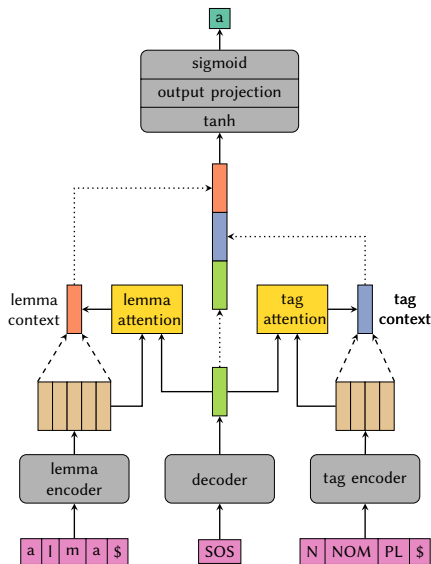 a
sigmoid
output projection
tanh
lemma
context
lemma
attention
tag
attention
tag
context
lemma
encoder
decoder
tag encoder
a l m a $
SOS
N NOM PL $